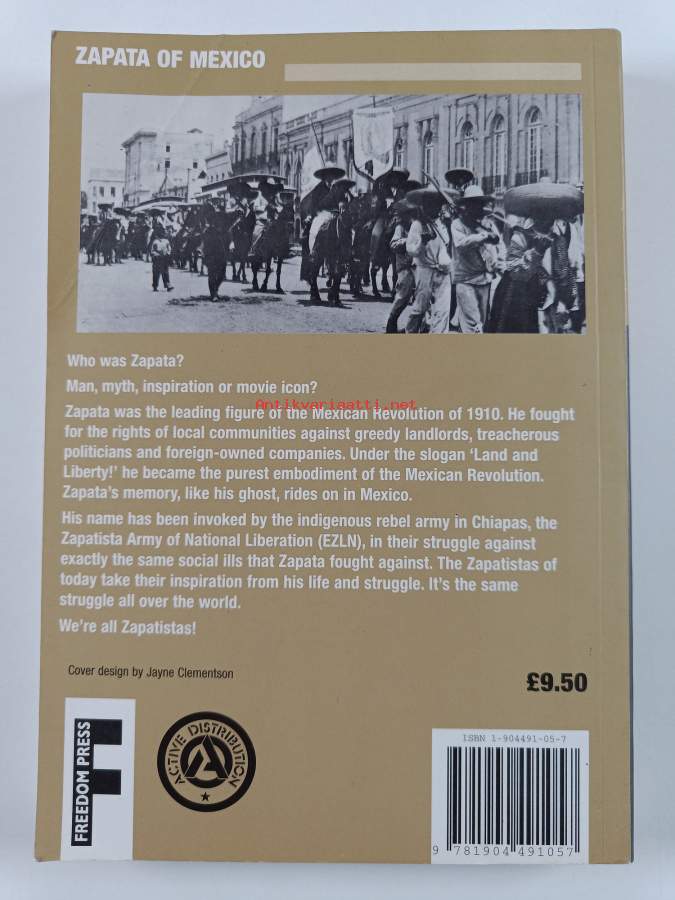 ZAPATA OF MEXICO
Who was Zapata?
Man, myth, inspiration or movie icon?
Antikvariaatti.net
Zapata was the leading figure of the Mexican Revolution of 1910. He fought
for the rights of local communities against greedy landlords, treacherous
politicians and foreign-owned companies. Under the slogan ‘Land and
Liberty!’ he became the purest embodiment of the Mexican Revolution.
Zapata’s memory, like his ghost, rides on in Mexico.
His name has been invoked by the indigenous rebel army in Chiapas, the
Zapatista Army of National Liberation (EZLN), in their struggle against
exactly the same social ills that Zapata fought against. The Zapatistas of
today take their inspiration from his life and struggle. It’s the same
struggle all over the world.
We’re all Zapatistas!
Cover design by Jayne Clementson
£9.50
FREEDOM PRESS
F
ACTIVE DISTRIBUTION
A
ISBN 1-904491-05-7
9 781904 491057